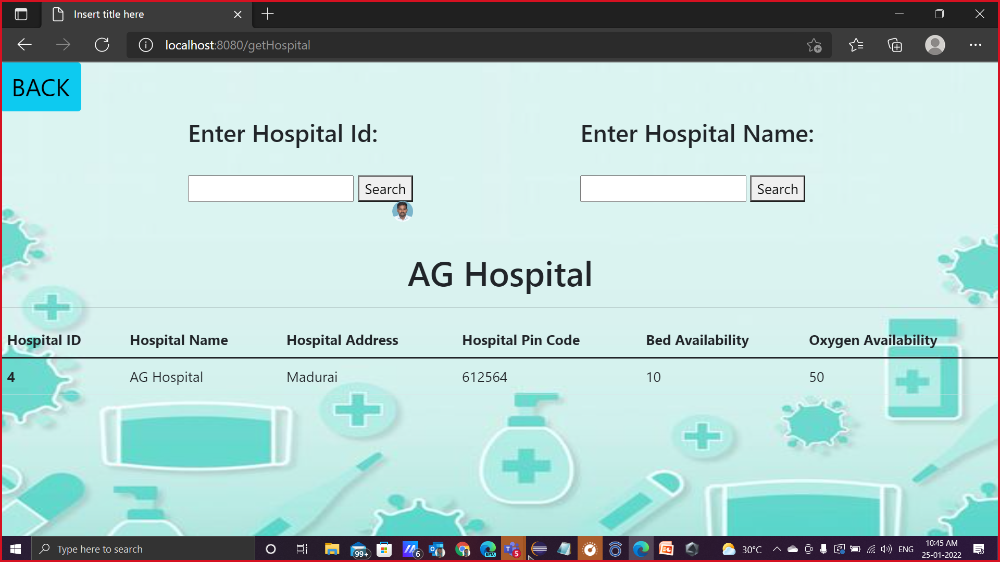 Insert title here
localhost:8080/getHospital
BACK
Enter Hospital Id:
Enter Hospital Name:
Search
Search
AG Hospital
Hospital ID Hospital Name Hospital Address Hospital Pin Code Bed Availability Oxygen Availability
4 AG Hospital Madurai 612564 10 50
Type here to search
99+
6
BETA
5
30°C
ENG
10:45 AM
25-01-2022